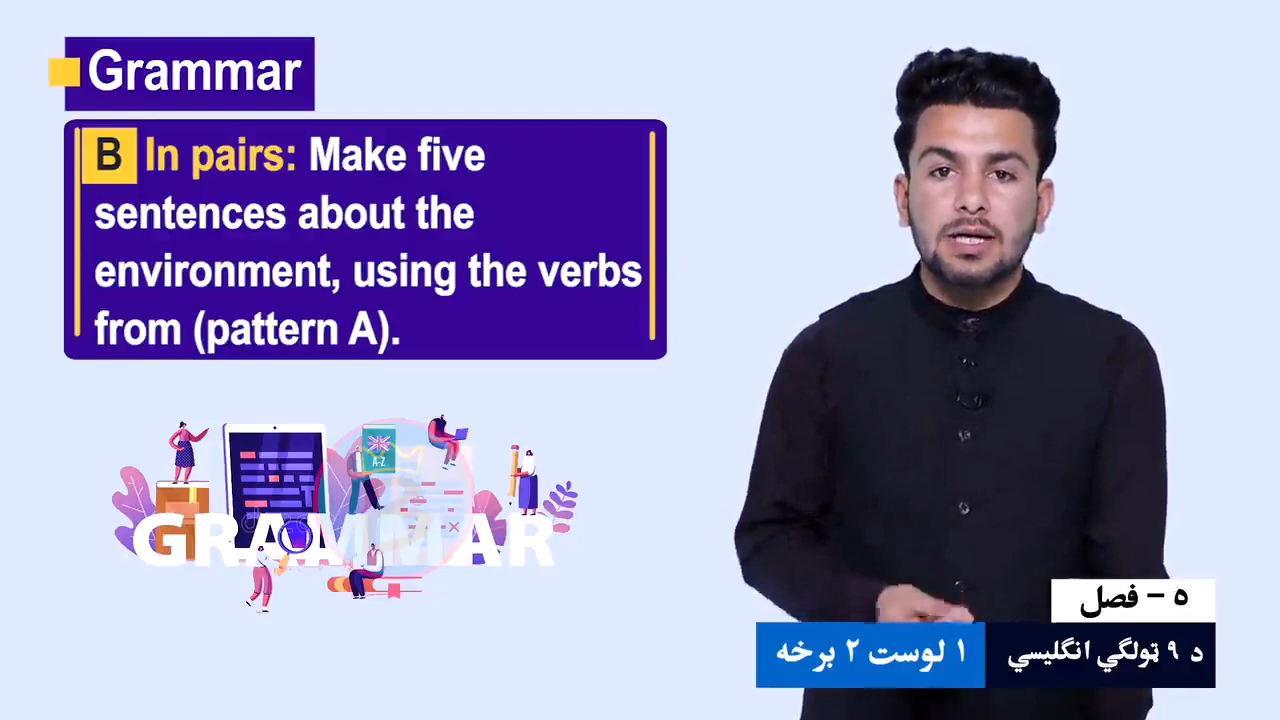 Grammar
B In pairs: Make five
sentences about the
environment, using the verbs
from (pattern A).
A-Z
GRAMMAR
۵ - فصل
د ۹ ټولګي انګلیسي
۱ لوست ۲ برخه